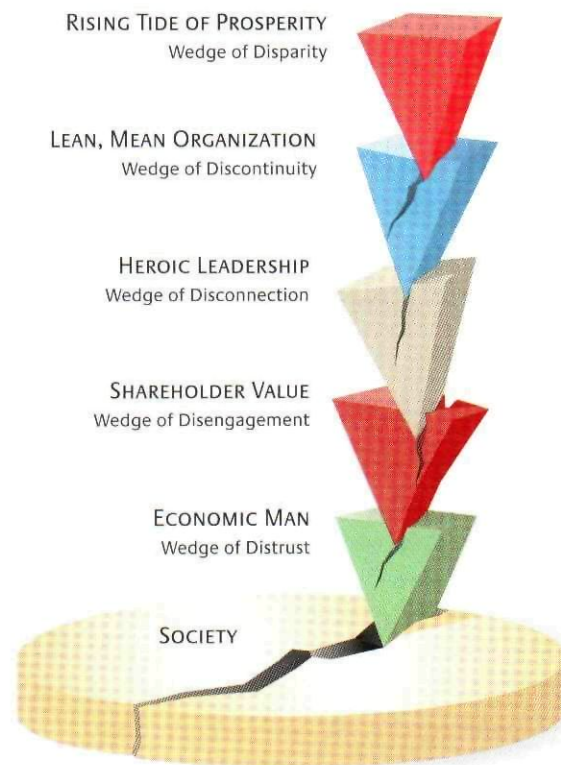 RISING TIDE OF PROSPERITY
Wedge of Disparity
LEAN, MEAN ORGANIZATION
Wedge of Discontinuity
HEROIC LEADERSHIP
Wedge of Disconnection
SHAREHOLDER VALUE
Wedge of Disengagement
ECONOMIC MAN
Wedge of Distrust
SOCIETY